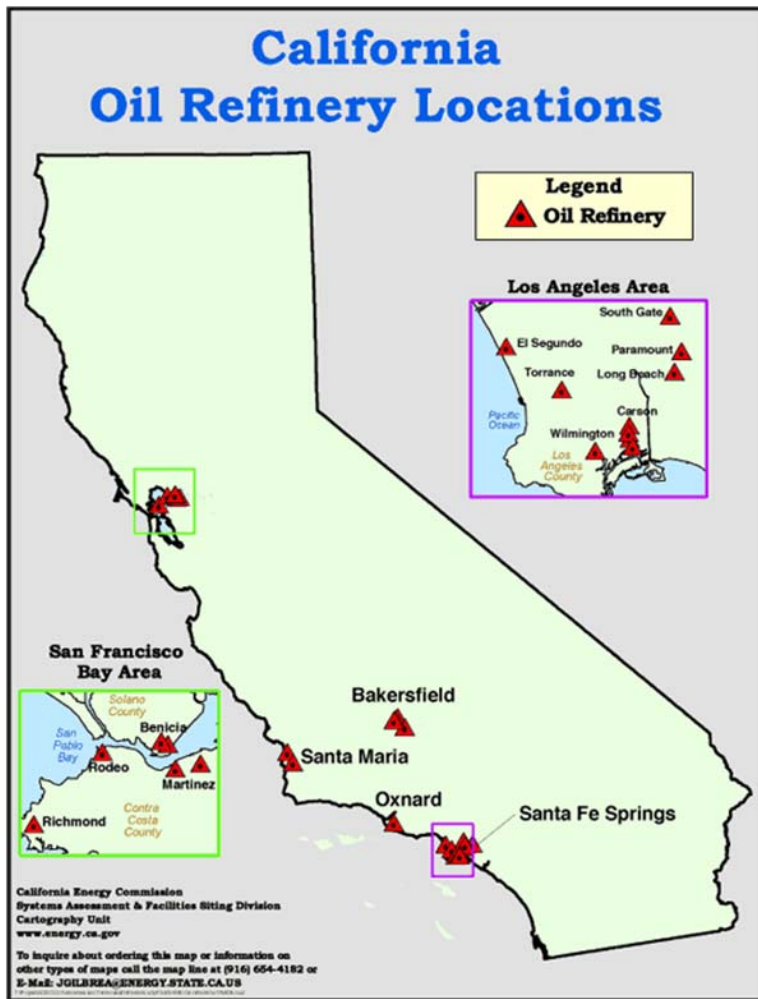 California
Oil Refinery Locations
Legend
Oil Refinery
Los Angeles Area
South Gate
El Segundo
Paramount
Torrance
Long Beach
Carson
Pacific
Ocean
Wilmington
Los
Angeles
County
San Francisco
Bay Area
Solano
County
San
Pablo
Bay
Benicia
Rodeo
Martinez
Contra
Costa
County
Richmond
Bakersfield
Santa Maria
Oxnard
Santa Fe Springs
California Energy Commission
Systems Assessment & Facilities Siting Division
Cartography Unit
www.energy.ca.gov
To inquire about ordering this map or information on
other types of maps call the map line at (916) 654-4182 or
E-Mail: JGILBREA@ENERGY.STATE.CA.US